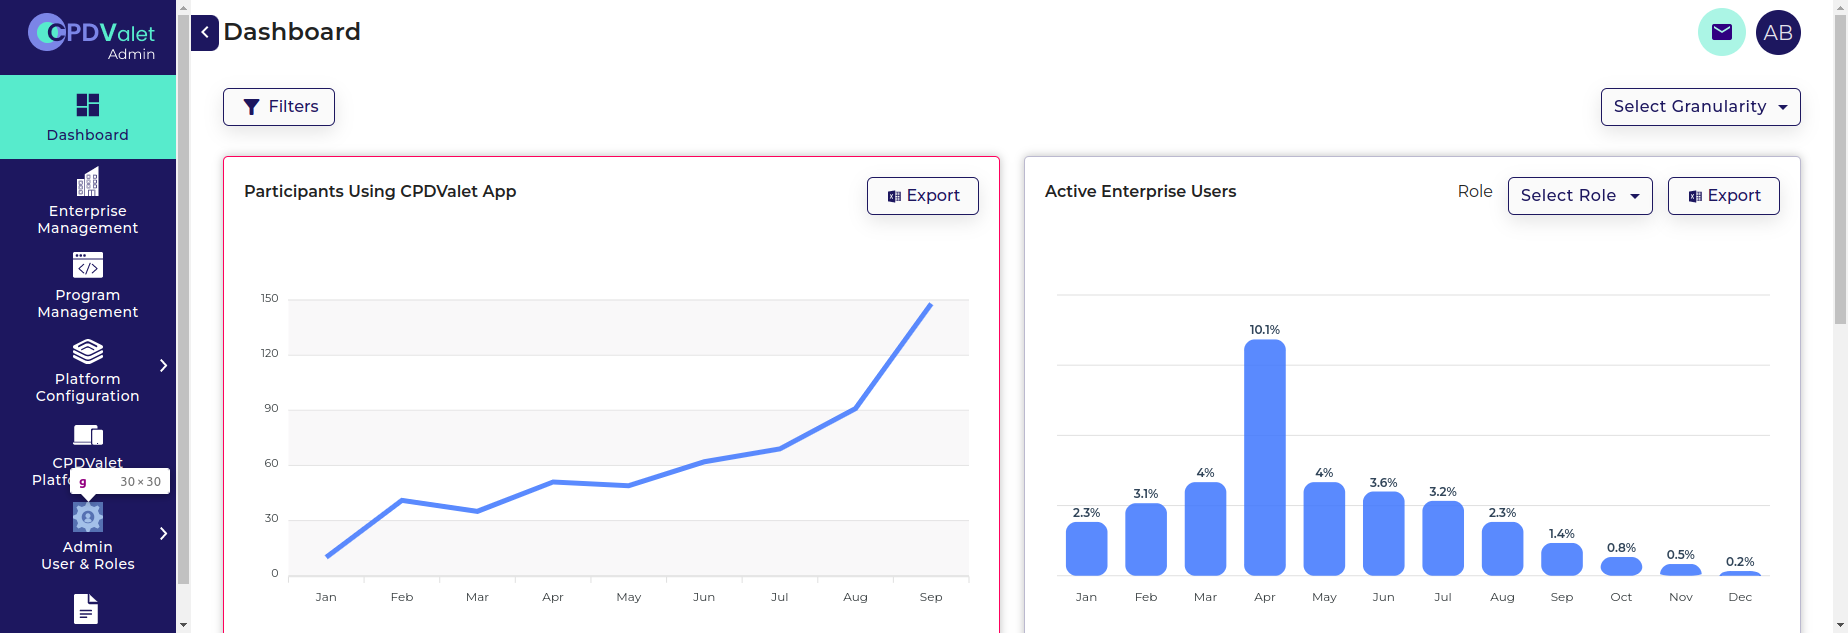 CPDValet
Admin
Dashboard
Enterprise
Management
Program
Management
Platform
Configuration
CPDValet
g 30×30
Admin
User & Roles
Dashboard
AB
Filters
Select Granularity
Participants Using CPDValet App
Export
150
120
90
60
30
0
Jan Feb Mar Apr May Jun Jul Aug Sep
Active Enterprise Users
Role
Select Role
Export
2.3% 3.1% 4% 10.1% 4% 3.6% 3.2% 2.3% 1.4% 0.8% 0.5% 0.2%
Jan Feb Mar Apr May Jun Jul Aug Sep Oct Nov Dec